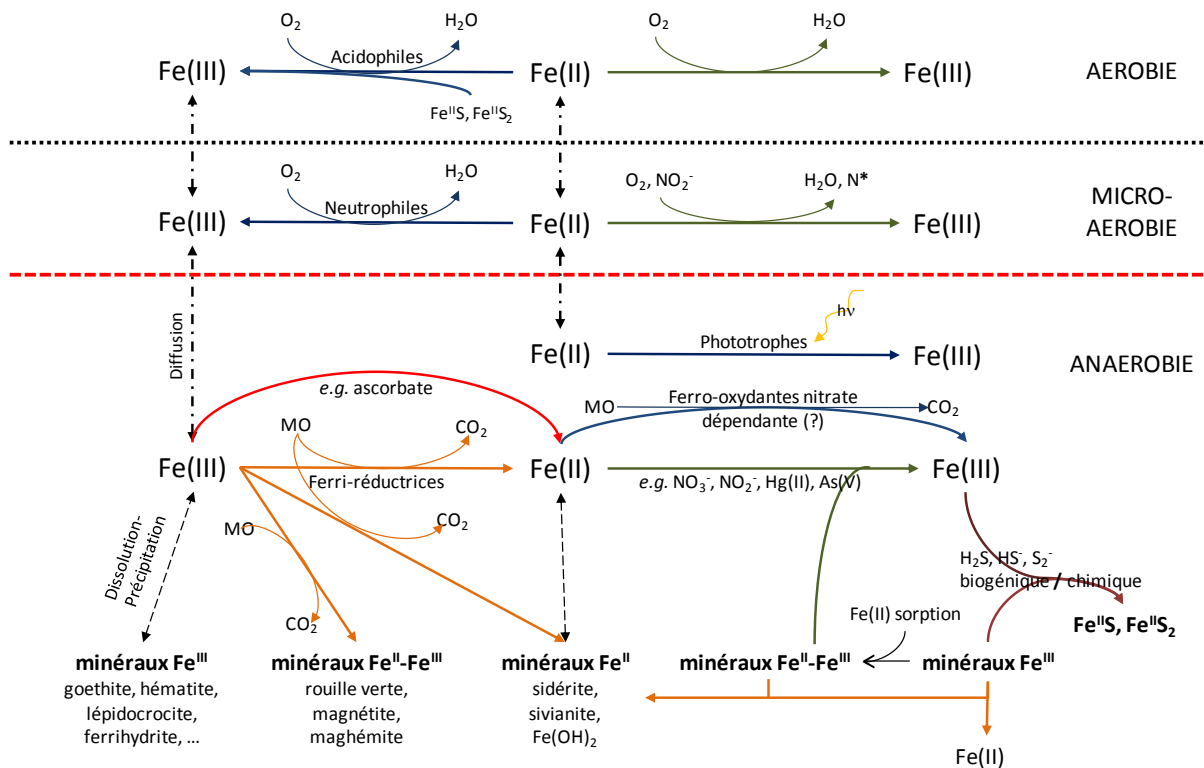 O₂ H₂O O₂ H₂O
Acidophiles
Fe(III) Fe(II) Fe(III) AEROBIE
FeᴵᴵS, FeᴵᴵS₂
O₂ H₂O O₂, NO₂⁻ H₂O, N*
Neutrophiles
Fe(III) Fe(II) Fe(III)
MICRO-
AEROBIE
hν
Phototrophes
Fe(II) Fe(III) ANAEROBIE
Diffusion
e.g. ascorbate
MO Ferro-oxydantes nitrate CO₂
dépendante (?)
MO CO₂
Fe(III) Fe(II) Fe(III)
Ferri-réductrices
e.g. NO₃⁻, NO₂⁻, Hg(II), As(V)
MO CO₂
CO₂
Dissolution-
Précipitation
H₂S, HS⁻, S₂⁻
biogénique / chimique
Fe(II) sorption
FeᴵᴵS, FeᴵᴵS₂
minéraux Feᴵᴵᴵ
goethite, hématite,
lépidocrocite,
ferrihydrite, ...
minéraux Feᴵᴵ-Feᴵᴵᴵ
rouille verte,
magnétite,
maghémite
minéraux Feᴵᴵ
sidérite,
sivianite,
Fe(OH)₂
minéraux Feᴵᴵ-Feᴵᴵᴵ
minéraux Feᴵᴵᴵ
Fe(II)